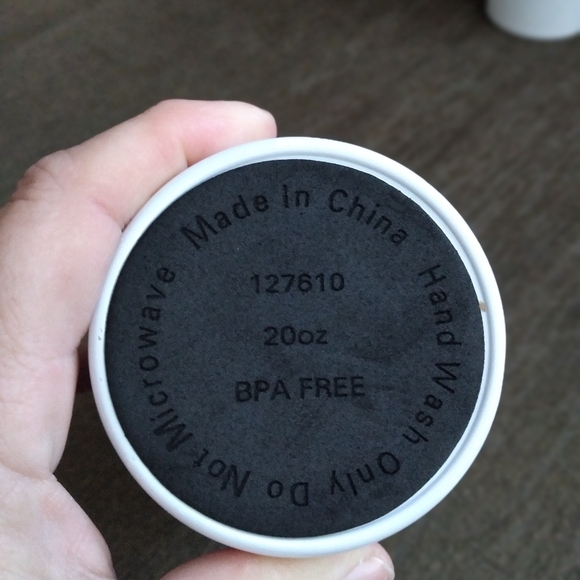 Made In China
Hand Wash Only Do Not Microwave
127610
20oz
BPA FREE